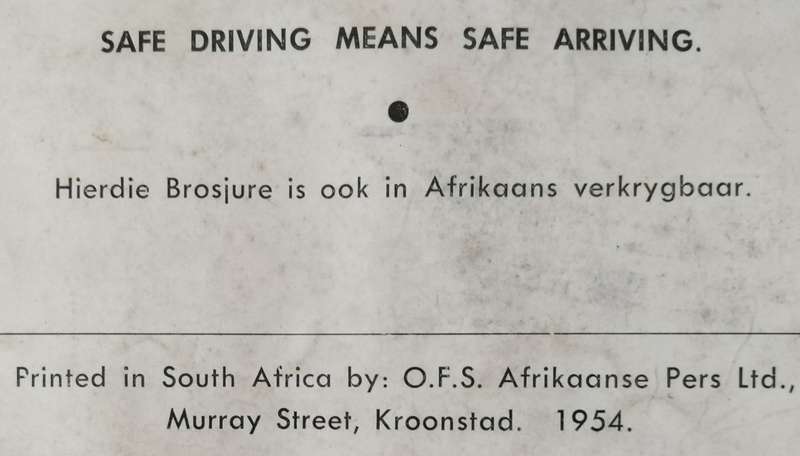 SAFE DRIVING MEANS SAFE ARRIVING.
Hierdie Brosjure is ook in Afrikaans verkrygbaar.
Printed in South Africa by: O.F.S. Afrikaanse Pers Ltd.,
Murray Street, Kroonstad. 1954.